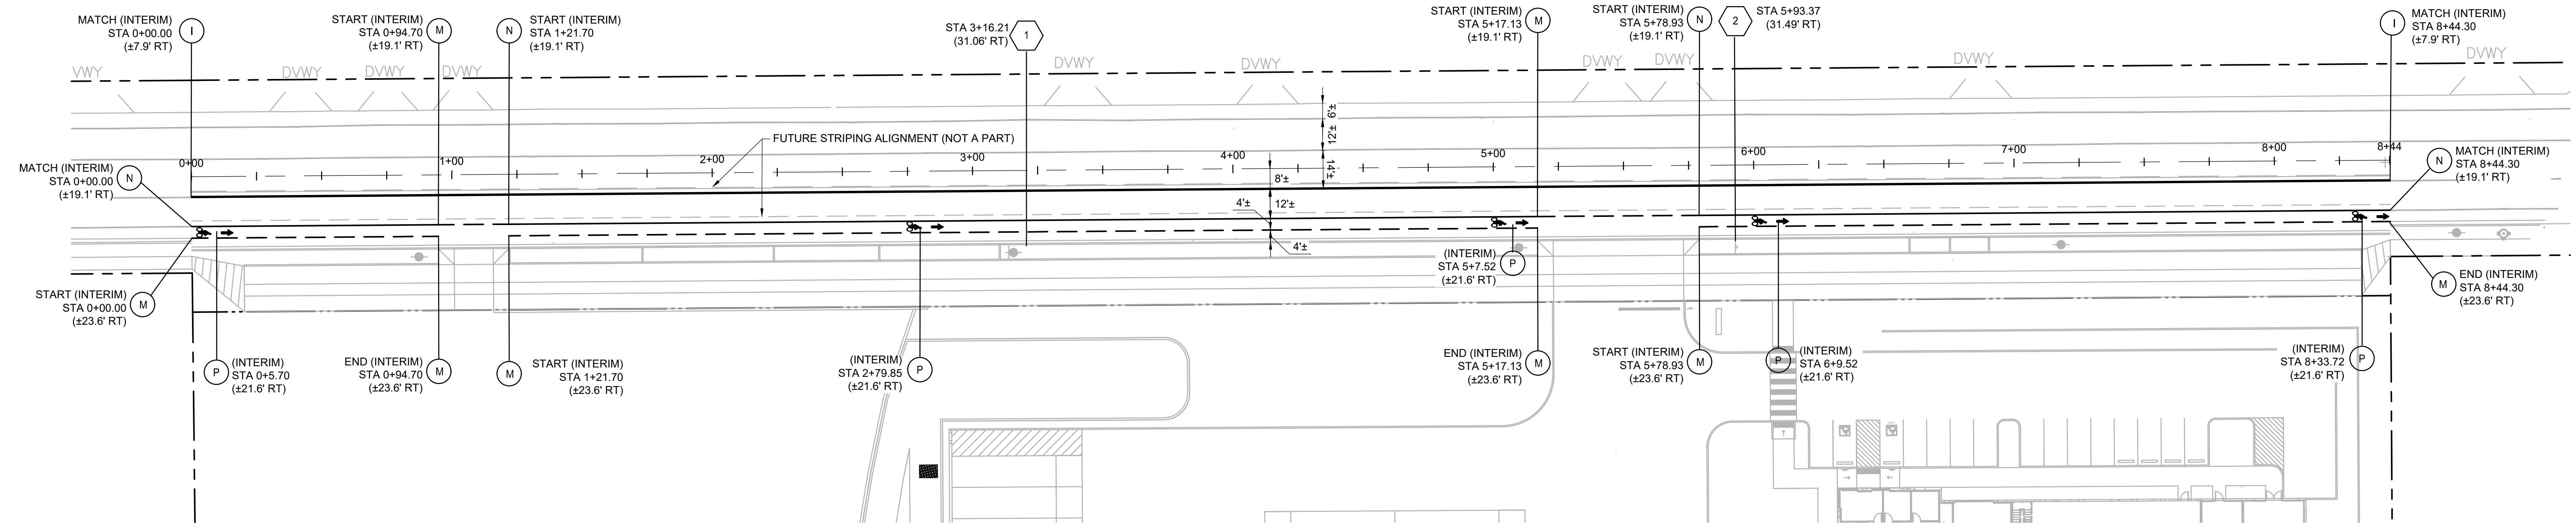 MATCH (INTERIM)
STA 0+00.00
(±7.9' RT)
I
START (INTERIM)
STA 0+94.70
(±19.1' RT)
M
N
START (INTERIM)
STA 1+21.70
(±19.1' RT)
STA 3+16.21
(31.06' RT)
1
START (INTERIM)
STA 5+17.13
(±19.1' RT)
M
START (INTERIM)
STA 5+78.93
(±19.1' RT)
N
2
STA 5+93.37
(31.49' RT)
I
MATCH (INTERIM)
STA 8+44.30
(±7.9' RT)
VWY
DVWY
DVWY
DVWY
DVWY
DVWY
DVWY
DVWY
DVWY
DVWY
6'±
12'±
14'±
FUTURE STRIPING ALIGNMENT (NOT A PART)
0+00
1+00
2+00
3+00
4+00
5+00
6+00
7+00
8+00
8+44
MATCH (INTERIM)
STA 0+00.00
(±19.1' RT)
N
8'±
4'±
12'±
4'±
N
MATCH (INTERIM)
STA 8+44.30
(±19.1' RT)
START (INTERIM)
STA 0+00.00
(±23.6' RT)
M
(INTERIM)
STA 5+7.52
(±21.6' RT)
P
M
END (INTERIM)
STA 8+44.30
(±23.6' RT)
P
(INTERIM)
STA 0+5.70
(±21.6' RT)
END (INTERIM)
STA 0+94.70
(±23.6' RT)
M
M
START (INTERIM)
STA 1+21.70
(±23.6' RT)
(INTERIM)
STA 2+79.85
(±21.6' RT)
P
END (INTERIM)
STA 5+17.13
(±23.6' RT)
M
START (INTERIM)
STA 5+78.93
(±23.6' RT)
M
P
(INTERIM)
STA 6+9.52
(±21.6' RT)
(INTERIM)
STA 8+33.72
(±21.6' RT)
P